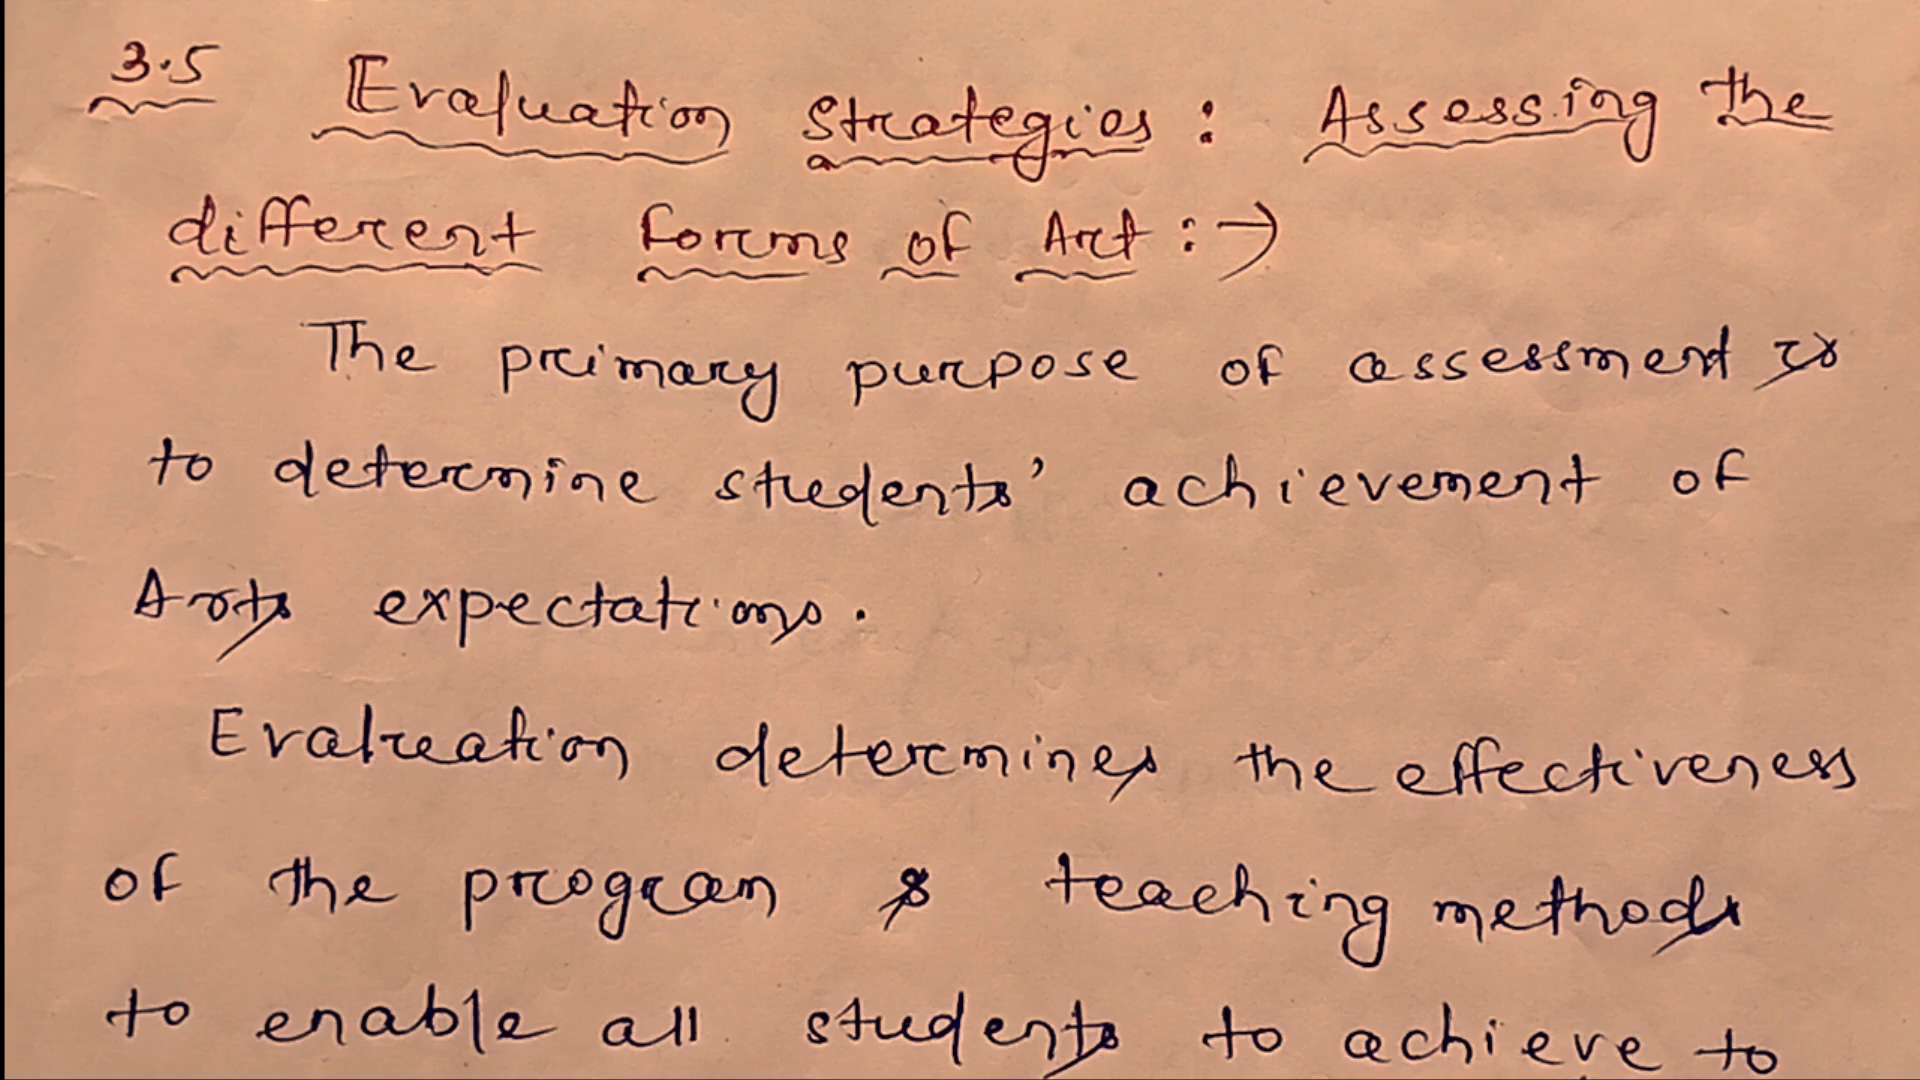 3.5 Evaluation Strategies: Assessing the
different forms of Art :→
The primary purpose of assessment is
to determine students' achievement of
Arts expectations.
Evaluation determines the effectiveness
of the program & teaching methods
to enable all students to achieve to